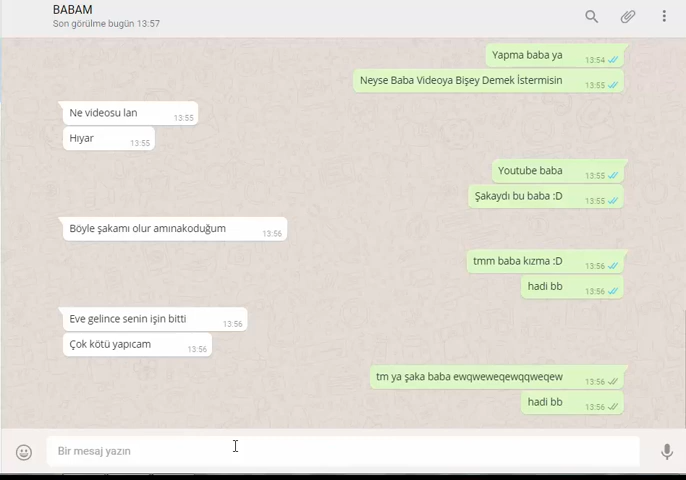 BABAM
Son görülme bugün 13:57
Yapma baba ya 13:54
Neyse Baba Videoya Bişey Demek İstermisin 13:55
Ne videosu lan 13:55
Hıyar 13:55
Youtube baba 13:55
Şakaydı bu baba :D 13:55
Böyle şakamı olur amınakoduğum 13:56
tmm baba kızma :D 13:56
hadi bb 13:56
Eve gelince senin işin bitti 13:56
Çok kötü yapıcam 13:56
tm ya şaka baba ewqweweqewqqweqew 13:56
hadi bb 13:56
Bir mesaj yazın